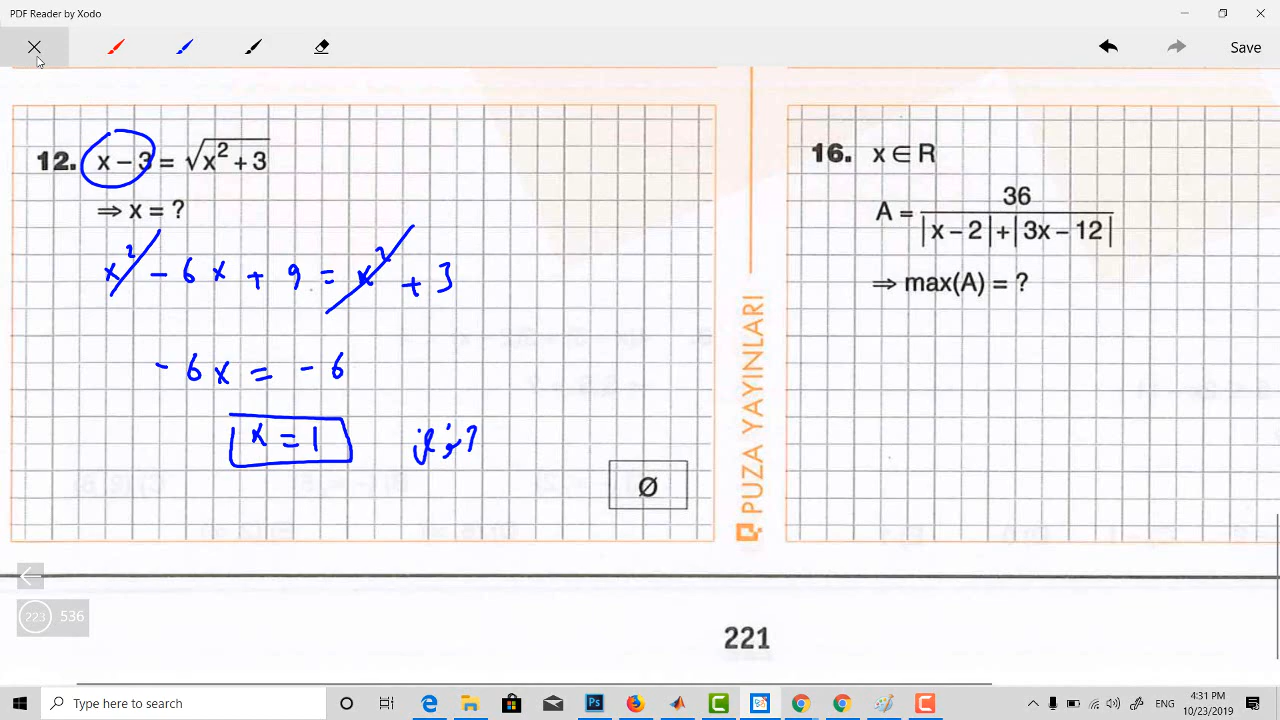 PDF Reader by Xodo
Save
12. x – 3 = √x² + 3
⇒ x = ?
x² - 6x + 9 = x² + 3
- 6x = - 6
x = 1
Ø
PUZA YAYINLARI
16. x ∈ R
A = 36 / |x – 2| + |3x – 12|
⇒ max(A) = ?
223 536
221
Type here to search
4:31 PM
10/23/2019